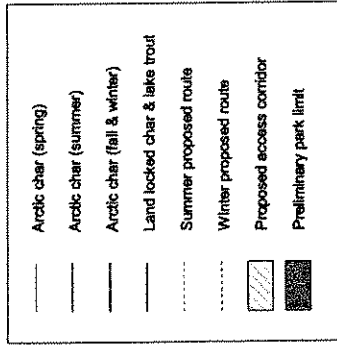 Arctic char (spring)
Arctic char (summer)
Arctic char (fall & winter)
Land locked char & lake trout
Summer proposed route
Winter proposed route
Proposed access corridor
Preliminary park limit